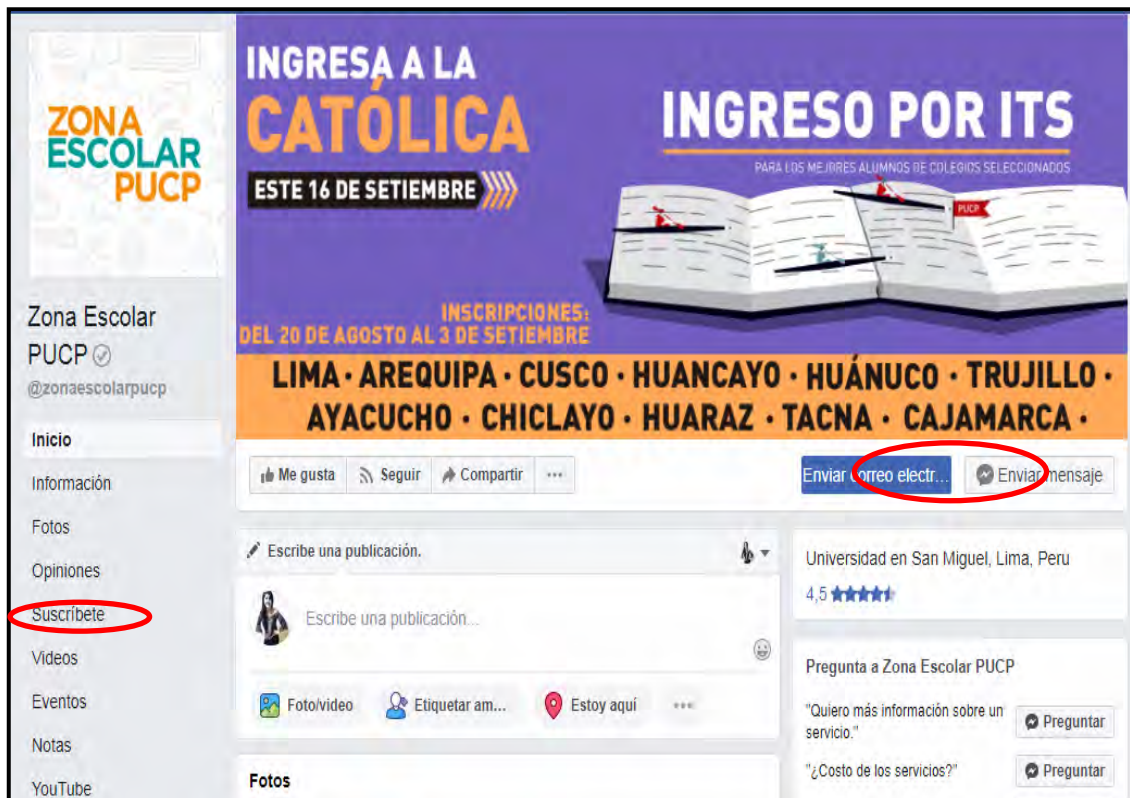 ZONA
ESCOLAR
PUCP
Zona Escolar
PUCP
@zonaescolarpucp
Inicio
Información
Fotos
Opiniones
Suscríbete
Videos
Eventos
Notas
YouTube
INGRESA A LA
CATÓLICA
ESTE 16 DE SETIEMBRE
INGRESO POR ITS
PARA LOS MEJORES ALUMNOS DE COLEGIOS SELECCIONADOS
PUCP
INSCRIPCIONES:
DEL 20 DE AGOSTO AL 3 DE SETIEMBRE
LIMA · AREQUIPA · CUSCO · HUANCAYO · HUÁNUCO · TRUJILLO ·
AYACUCHO · CHICLAYO · HUARAZ · TACNA · CAJAMARCA ·
Me gusta Seguir Compartir ...
Enviar correo electr... Enviar mensaje
Escribe una publicación.
Escribe una publicación...
Foto/video Etiquetar am... Estoy aquí ...
Fotos
Universidad en San Miguel, Lima, Peru
4,5
Pregunta a Zona Escolar PUCP
"Quiero más información sobre un
servicio."
Preguntar
"¿Costo de los servicios?"
Preguntar